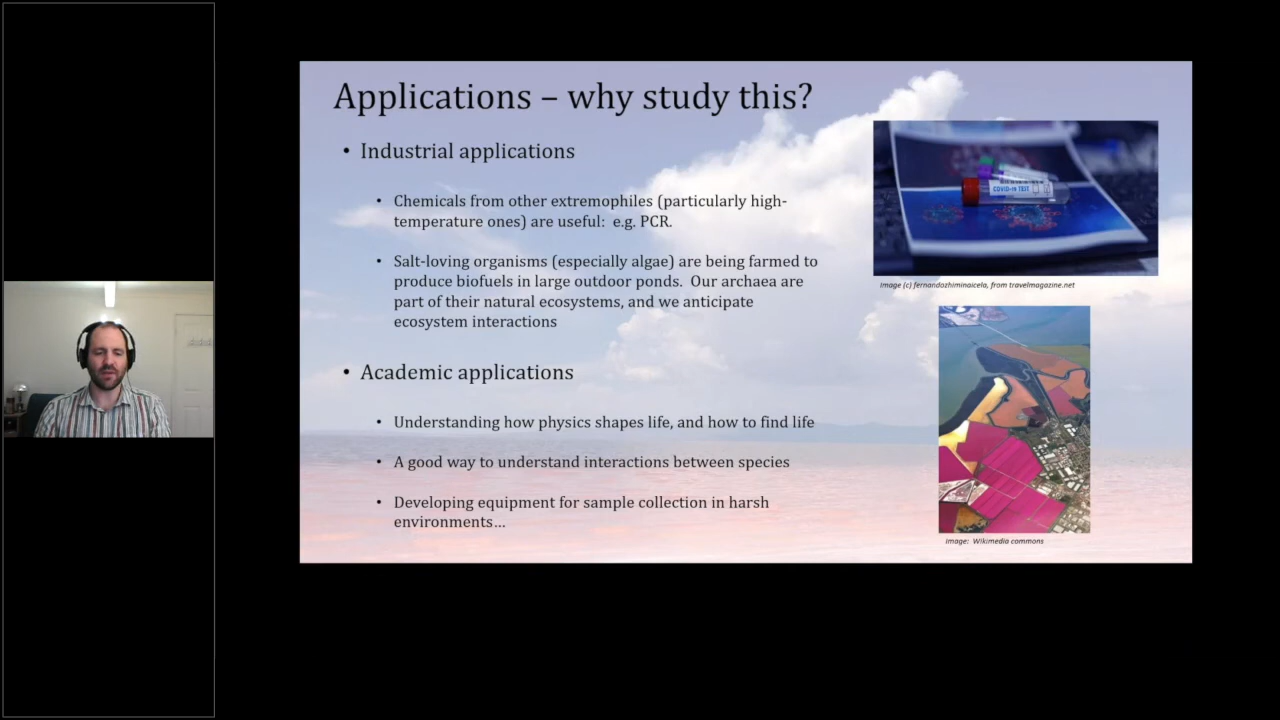 Applications – why study this?
• Industrial applications
• Chemicals from other extremophiles (particularly high-
temperature ones) are useful:  e.g. PCR.
• Salt-loving organisms (especially algae) are being farmed to
produce biofuels in large outdoor ponds.  Our archaea are
part of their natural ecosystems, and we anticipate
ecosystem interactions
• Academic applications
• Understanding how physics shapes life, and how to find life
• A good way to understand interactions between species
• Developing equipment for sample collection in harsh
environments…
COVID-19 TEST
Image (c) fernandozhiminaicela, from travelmagazine.net
Image:  Wikimedia commons